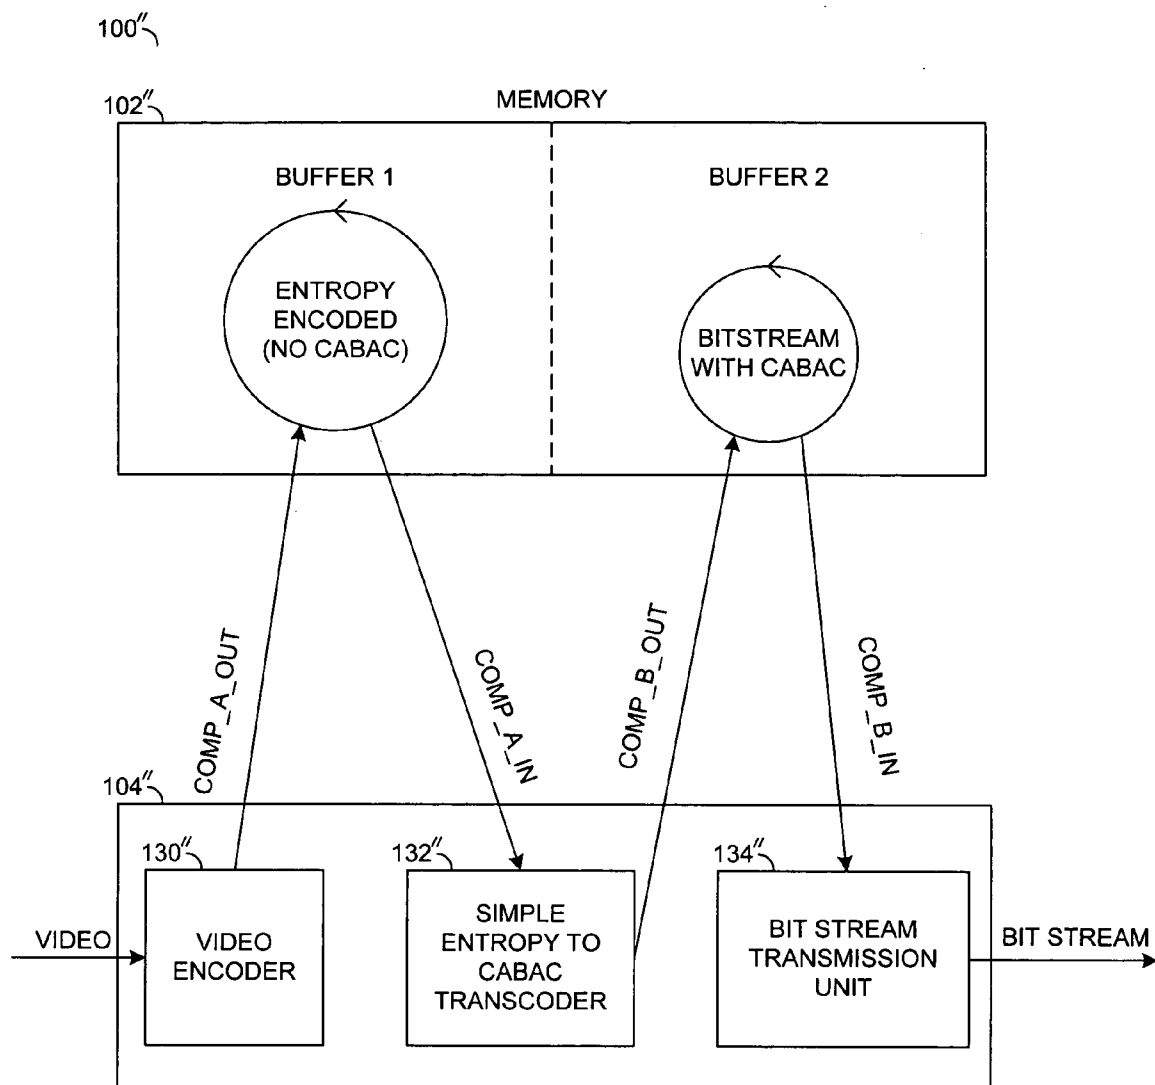 100″
102″
MEMORY
BUFFER 1
BUFFER 2
ENTROPY
ENCODED
(NO CABAC)
BITSTREAM
WITH CABAC
COMP_A_OUT
COMP_A_IN
COMP_B_OUT
COMP_B_IN
104″
130″
132″
134″
VIDEO
VIDEO
ENCODER
SIMPLE
ENTROPY TO
CABAC
TRANSCODER
BIT STREAM
TRANSMISSION
UNIT
BIT STREAM